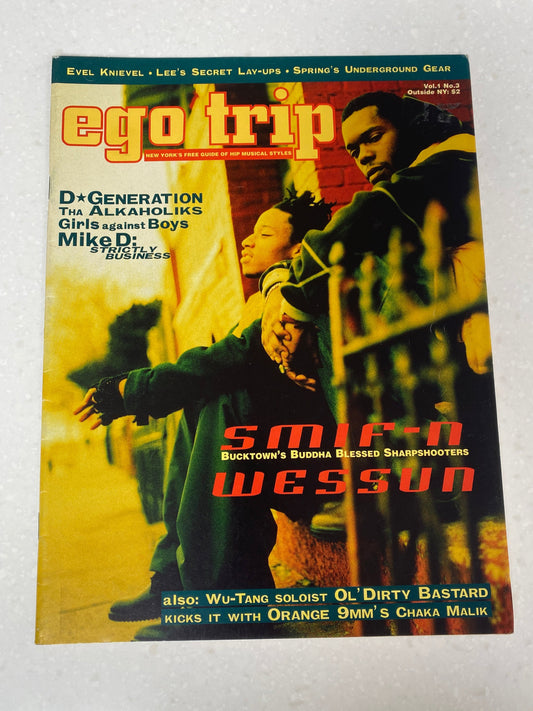 Evel Knievel • Lee's Secret Lay-ups • Spring's Underground Gear
Vol.1 No.3
Outside NY: $2
ego trip
NEW YORK'S FREE GUIDE OF HIP MUSICAL STYLES
D★Generation
Tha Alkaholiks
Girls against Boys
Mike D:
STRICTLY
BUSINESS
SMIF-N
Bucktown's Buddha Blessed Sharpshooters
WESSUN
also: Wu-Tang soloist Ol' Dirty Bastard
kicks it with Orange 9mm's Chaka Malik